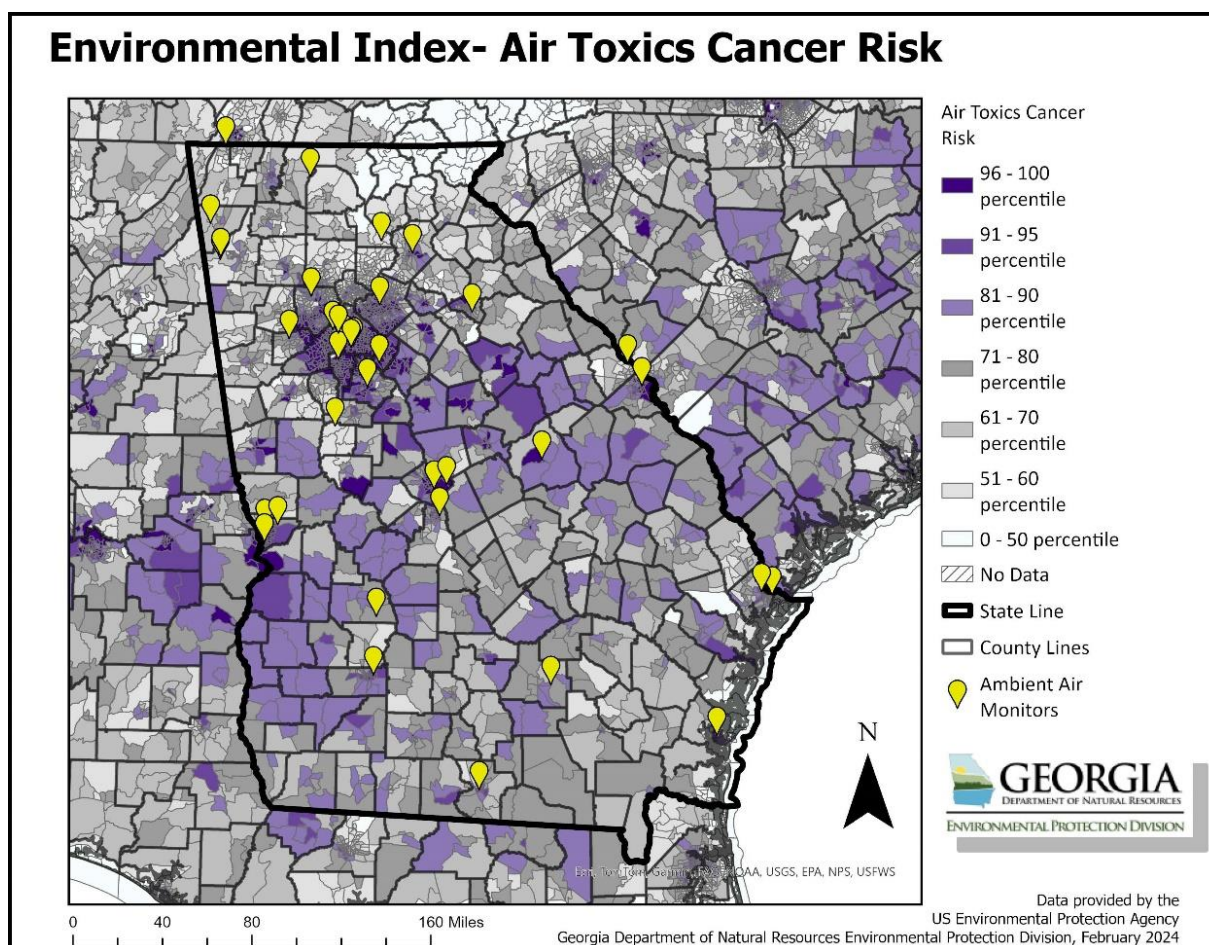 Environmental Index- Air Toxics Cancer Risk
Air Toxics Cancer
Risk
96 - 100
percentile
91 - 95
percentile
81 - 90
percentile
71 - 80
percentile
61 - 70
percentile
51 - 60
percentile
0 - 50 percentile
No Data
State Line
County Lines
Ambient Air
Monitors
N
GEORGIA
DEPARTMENT OF NATURAL RESOURCES
ENVIRONMENTAL PROTECTION DIVISION
USGS, EPA, NPS, USFWS
0 40 80 160 Miles
Data provided by the
US Environmental Protection Agency
Georgia Department of Natural Resources Environmental Protection Division, February 2024